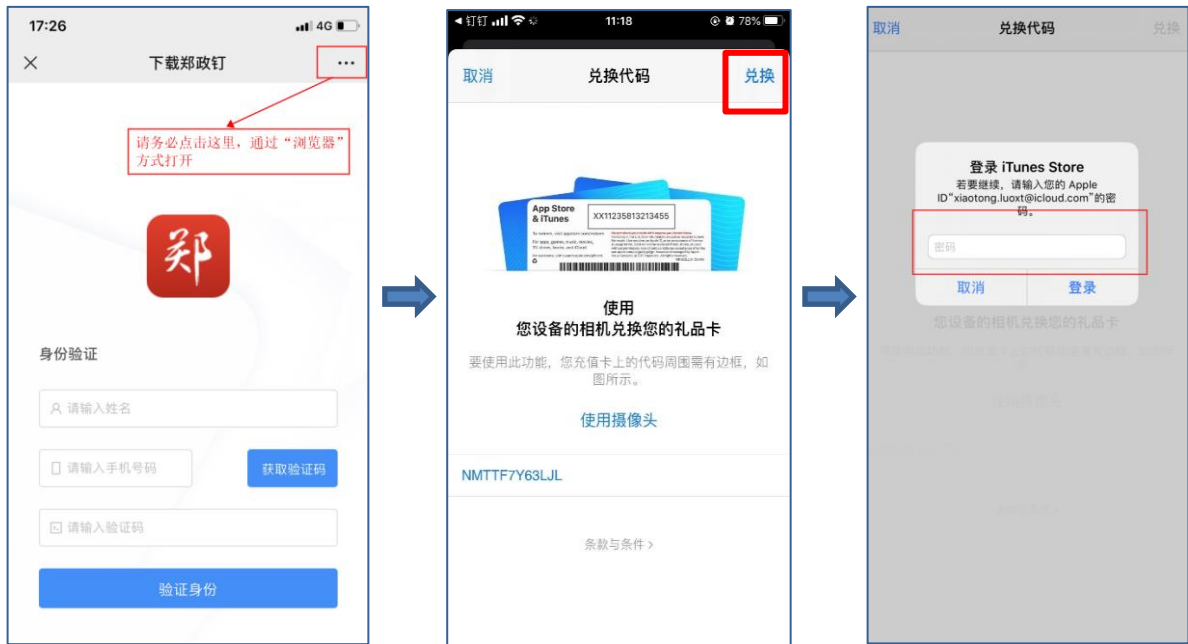 17:26
4G
下载郑政钉
请务必点击这里，通过“浏览器”
方式打开
郑
身份验证
请输入姓名
请输入手机号码
获取验证码
请输入验证码
验证身份
钉钉
11:18
78%
取消
兑换代码
兑换
App Store
& iTunes
XX11235813213455
使用
您设备的相机兑换您的礼品卡
要使用此功能，您充值卡上的代码周围需有边框，如
图所示。
使用摄像头
NMTTF7Y63LJL
条款与条件
取消
兑换代码
兑换
登录 iTunes Store
若要继续，请输入您的 Apple
ID“xiaotong.luoxt@icloud.com”的密
码。
密码
取消
登录
您设备的相机兑换您的礼品卡